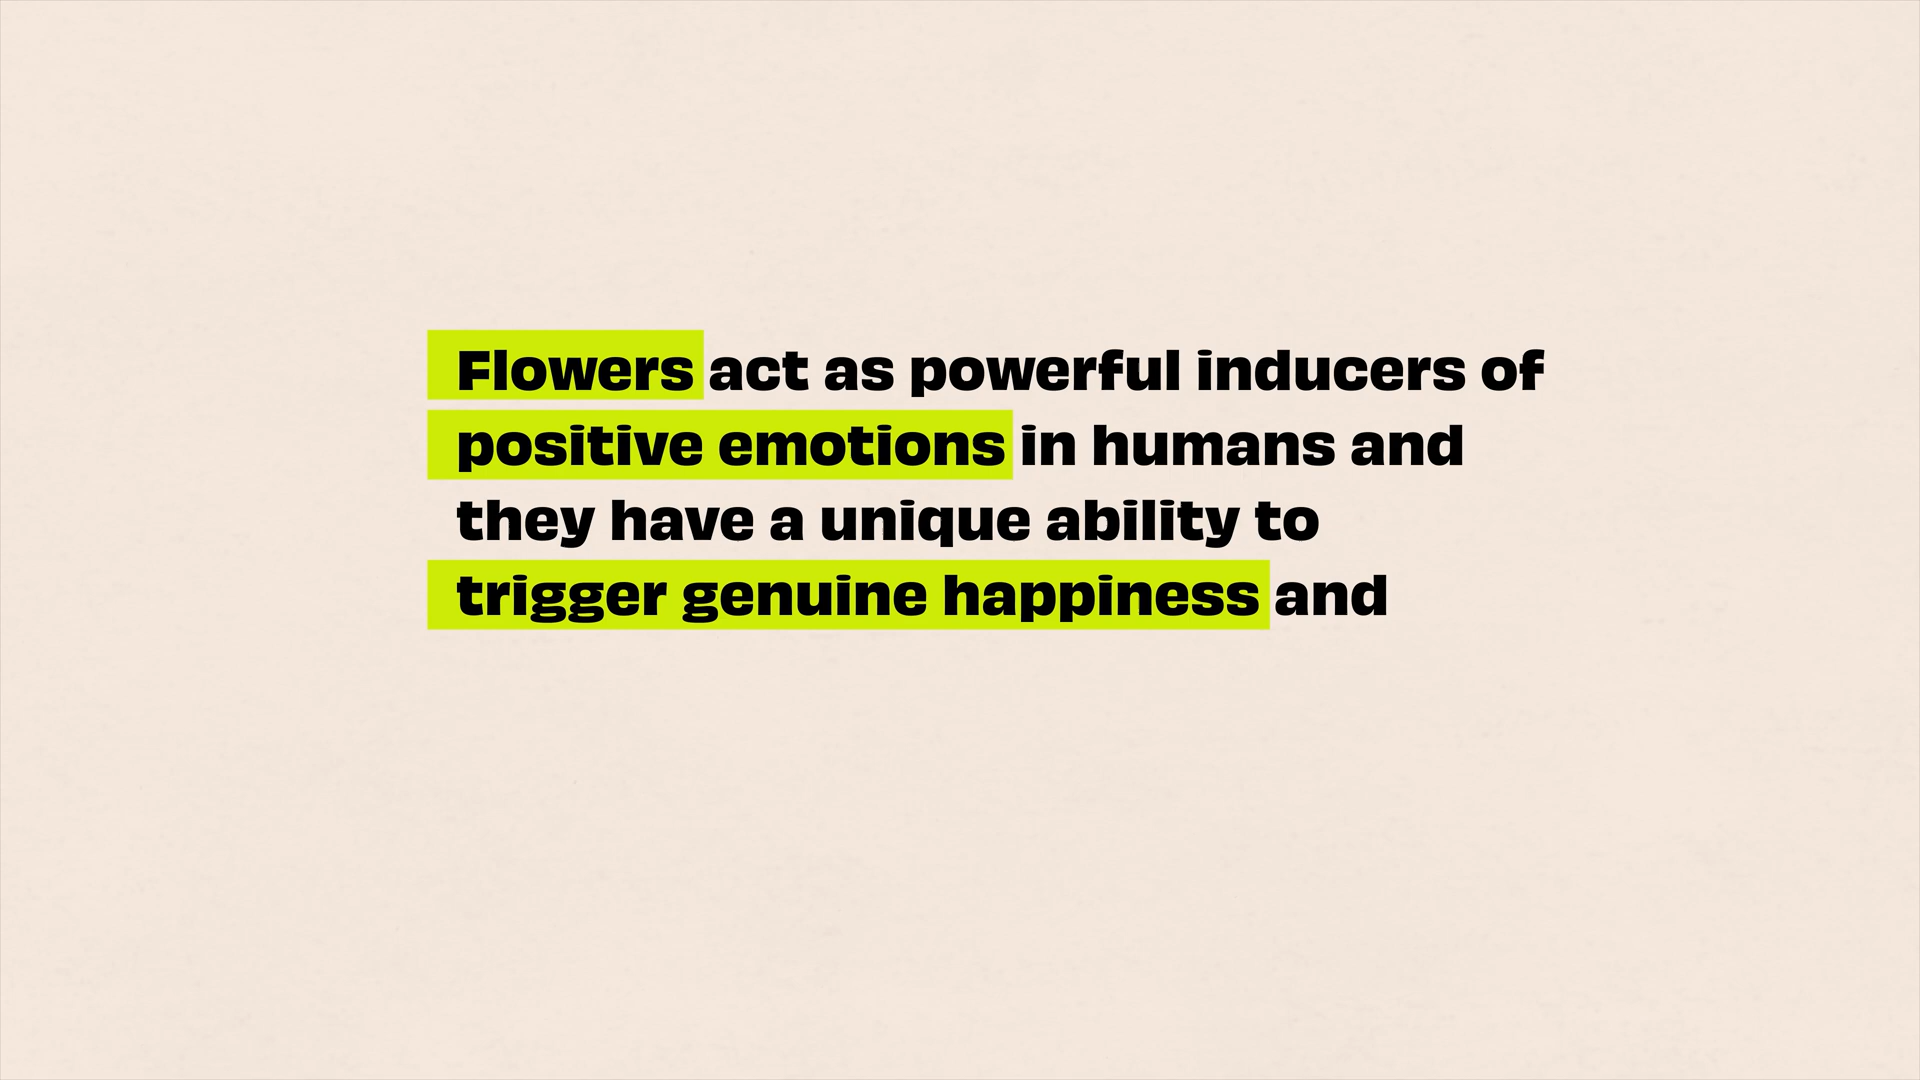 Flowers act as powerful inducers of
positive emotions in humans and
they have a unique ability to
trigger genuine happiness and